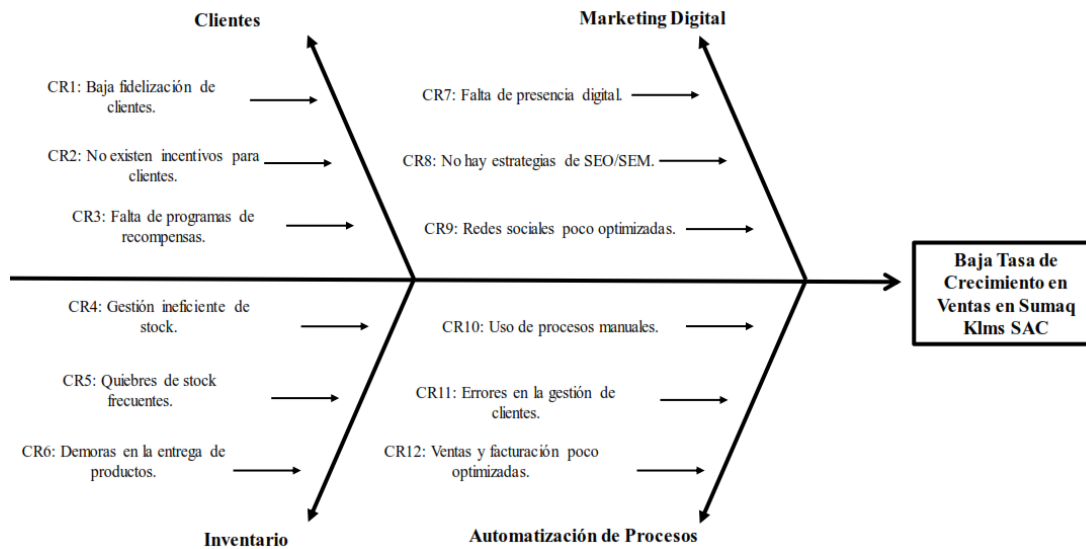 Clientes
CR1: Baja fidelización de
clientes.
CR2: No existen incentivos para
clientes.
CR3: Falta de programas de
recompensas.
Marketing Digital
CR7: Falta de presencia digital.
CR8: No hay estrategias de SEO/SEM.
CR9: Redes sociales poco optimizadas.
Baja Tasa de
Crecimiento en
Ventas en Sumaq
Klms SAC
CR4: Gestión ineficiente de
stock.
CR5: Quiebres de stock
frecuentes.
CR6: Demoras en la entrega de
productos.
Inventario
CR10: Uso de procesos manuales.
CR11: Errores en la gestión de
clientes.
CR12: Ventas y facturación poco
optimizadas.
Automatización de Procesos